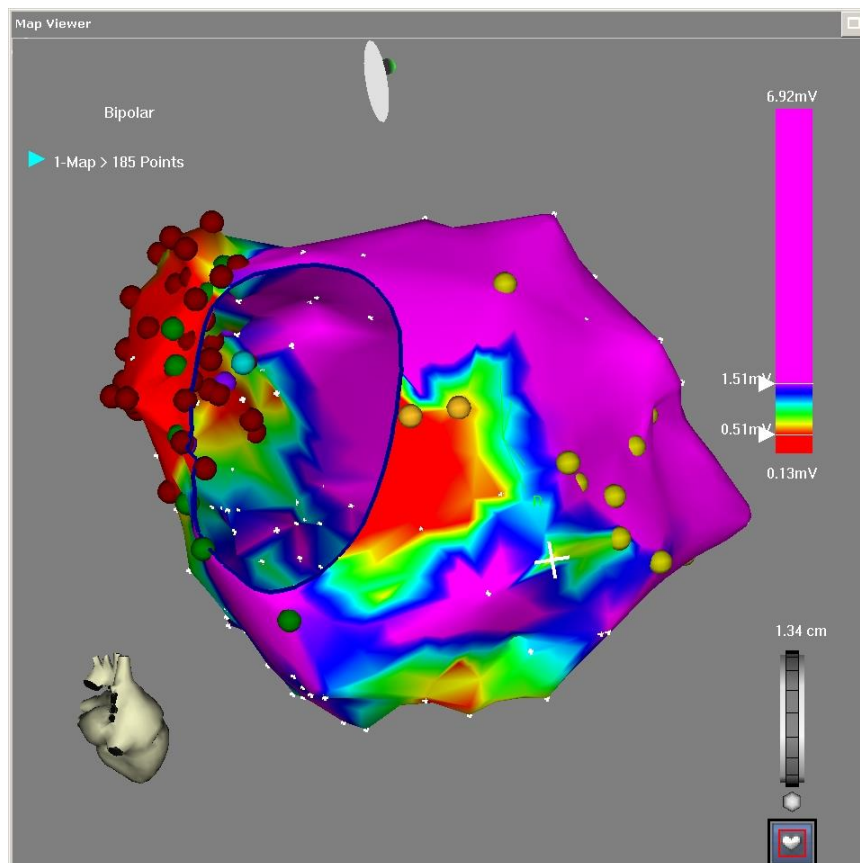 Map Viewer
Bipolar
6.92mV
1-Map > 185 Points
1.51mV
0.51mV
0.13mV
1.34 cm